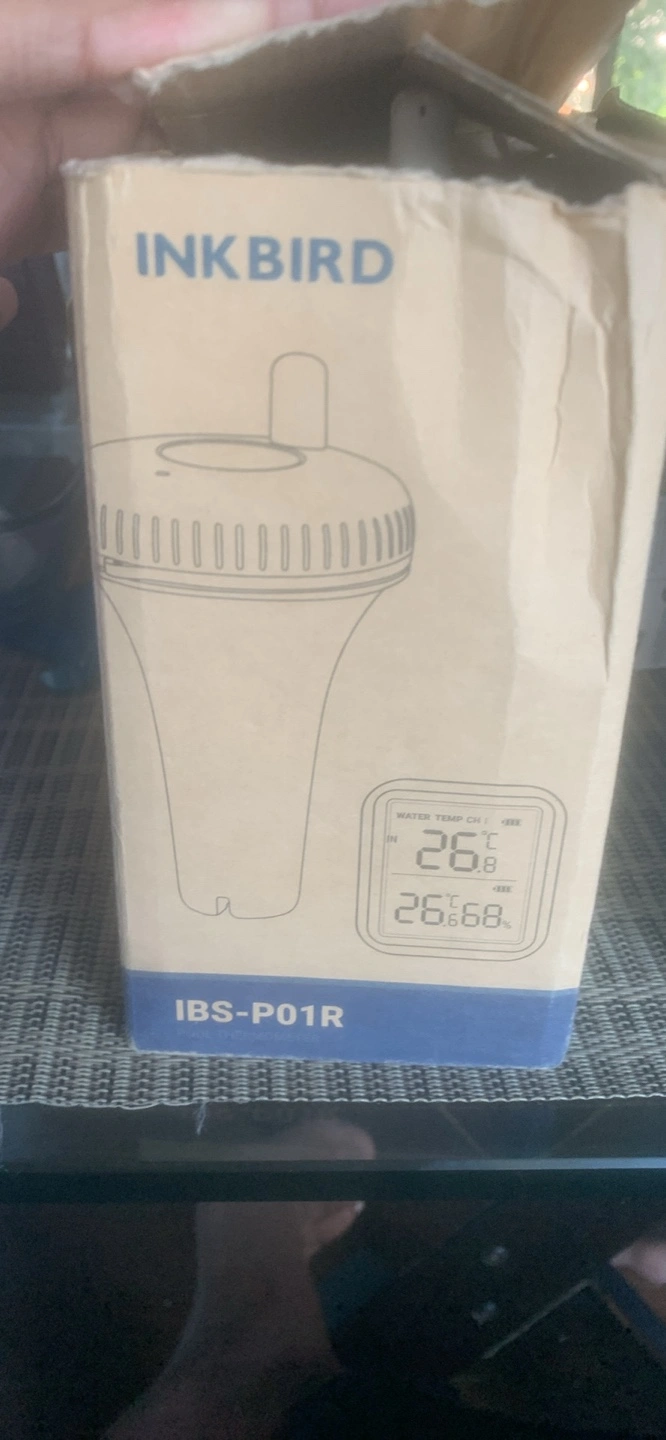 INKBIRD
WATER TEMP CH
IN
26.8 °C
26.6 °C 68 %
IBS-P01R